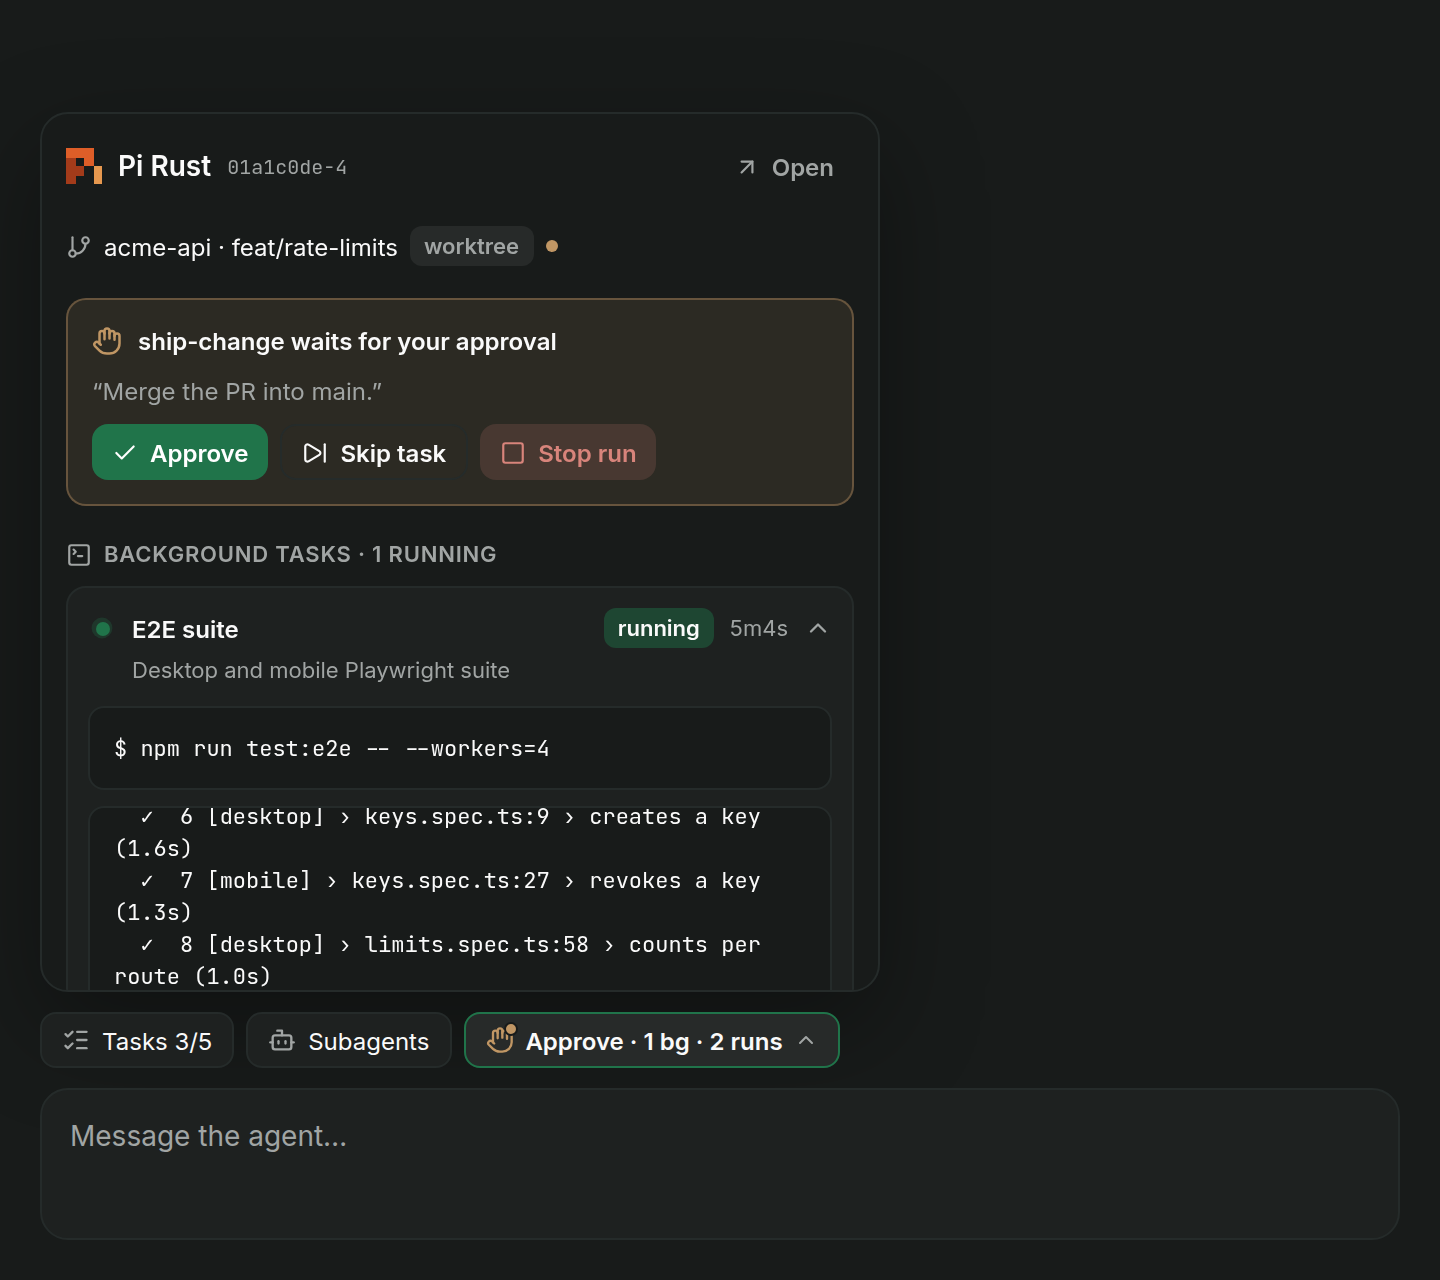 Pi Rust 01a1c0de-4 Open
acme-api · feat/rate-limits worktree
ship-change waits for your approval
“Merge the PR into main.”
Approve Skip task Stop run
BACKGROUND TASKS · 1 RUNNING
E2E suite running 5m4s
Desktop and mobile Playwright suite
$ npm run test:e2e -- --workers=4
✓ 6 [desktop] › keys.spec.ts:9 › creates a key
(1.6s)
✓ 7 [mobile] › keys.spec.ts:27 › revokes a key
(1.3s)
✓ 8 [desktop] › limits.spec.ts:58 › counts per
route (1.0s)
Tasks 3/5 Subagents Approve · 1 bg · 2 runs
Message the agent...